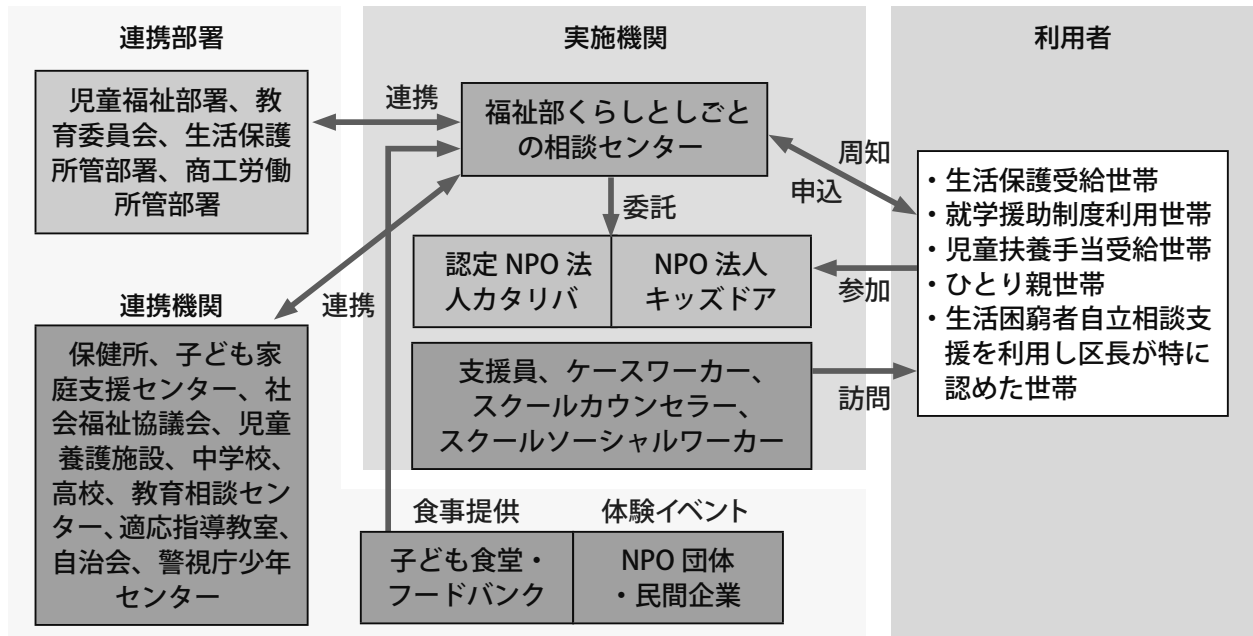 連携部署
児童福祉部署、教
育委員会、生活保護
所管部署、商工労働
所管部署
連携
連携機関
連携
保健所、子ども家
庭支援センター、社
会福祉協議会、児童
養護施設、中学校、
高校、教育相談セン
ター、適応指導教室、
自治会、警視庁少年
センター
実施機関
福祉部くらしとしごと
の相談センター
委託
認定 NPO 法
人カタリバ
NPO 法人
キッズドア
支援員、ケースワーカー、
スクールカウンセラー、
スクールソーシャルワーカー
食事提供
子ども食堂・
フードバンク
体験イベント
NPO 団体
・民間企業
利用者
周知
申込
参加
訪問
・生活保護受給世帯
・就学援助制度利用世帯
・児童扶養手当受給世帯
・ひとり親世帯
・生活困窮者自立相談支
援を利用し区長が特に
認めた世帯